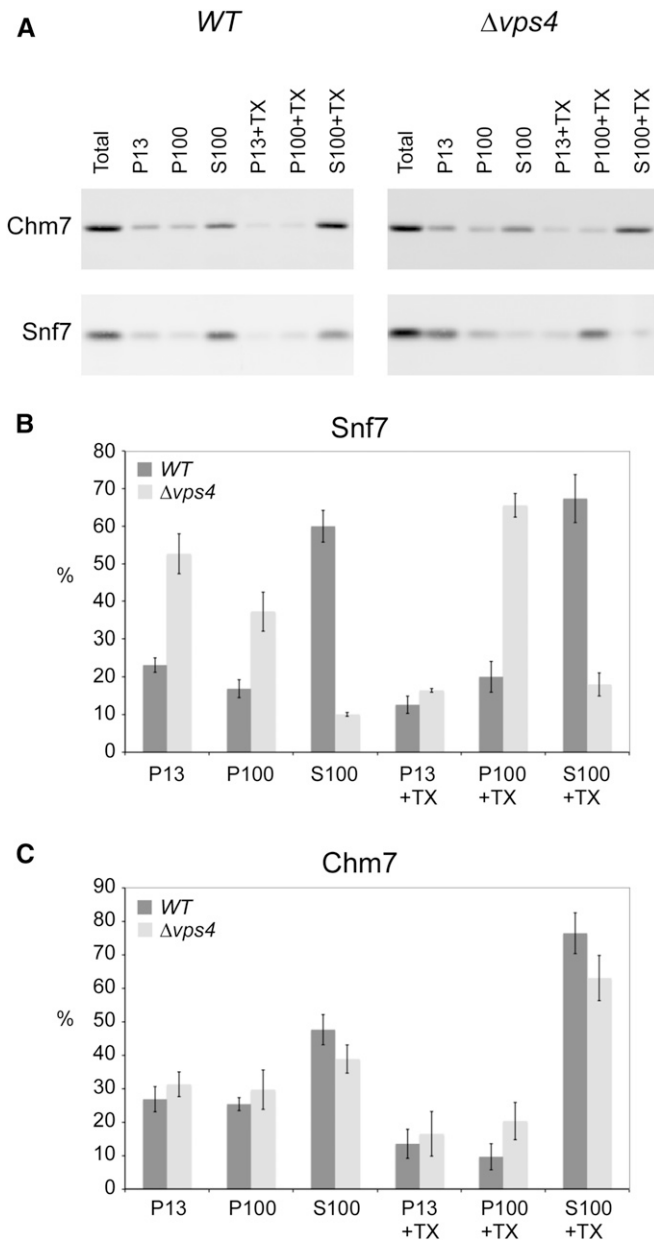 A
WT
Δvps4
Total P13 P100 S100 P13+TX P100+TX S100+TX
Total P13 P100 S100 P13+TX P100+TX S100+TX
Chm7
Snf7
B
Snf7
80
70
60
50
40
30
20
10
0
%
WT
Δvps4
P13 P100 S100 P13 +TX P100 +TX S100 +TX
C
Chm7
90
80
70
60
50
40
30
20
10
0
%
WT
Δvps4
P13 P100 S100 P13 +TX P100 +TX S100 +TX